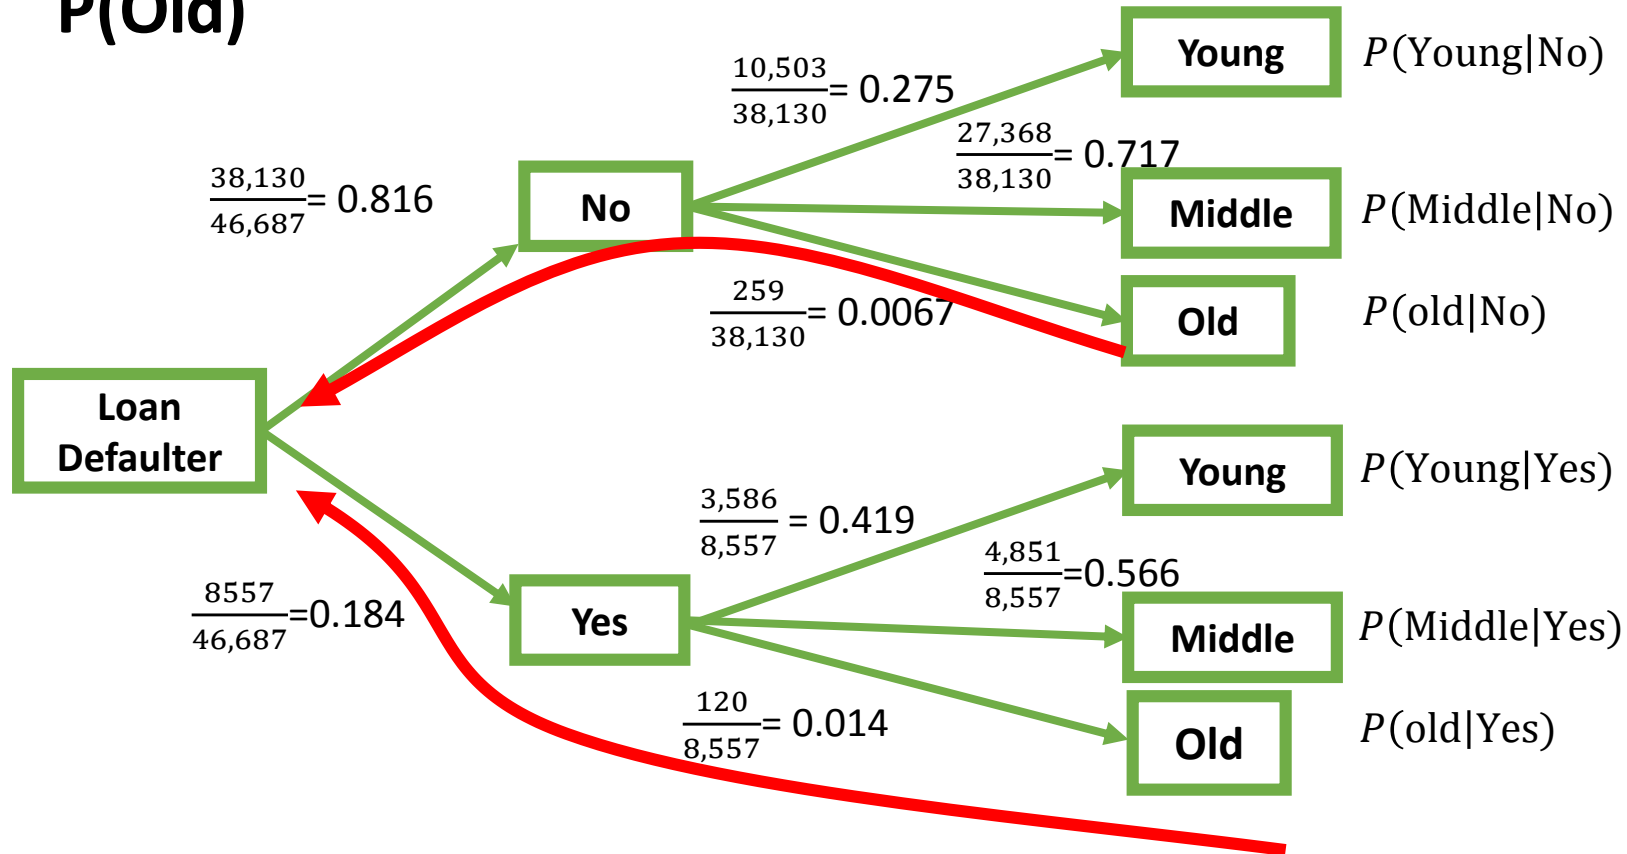 P(Old)
Young
P(Young|No)
10,503
38,130
= 0.275
27,368
38,130
= 0.717
38,130
46,687
= 0.816
No
Middle
P(Middle|No)
259
38,130
= 0.0067
Old
P(old|No)
Loan
Defaulter
Young
P(Young|Yes)
3,586
8,557
= 0.419
4,851
8,557
=0.566
8557
46,687
=0.184
Yes
Middle
P(Middle|Yes)
120
8,557
= 0.014
Old
P(old|Yes)